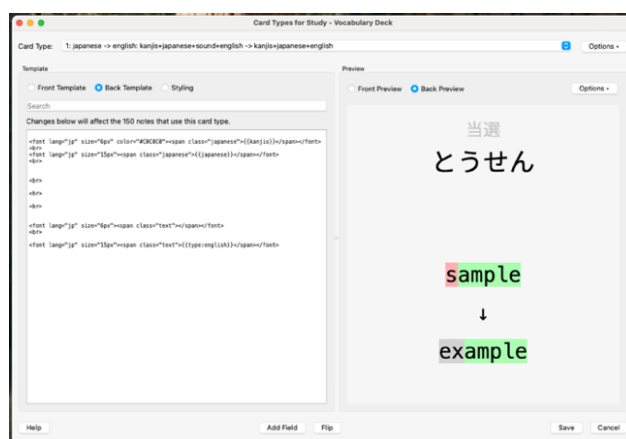 Card Types for Study - Vocabulary Deck
Card Type: 1: japanese -> english: kanjis+japanese+sound+english -> kanjis+japanese+english Options
Template
Front Template Back Template Styling
Search
Changes below will affect the 150 notes that use this card type.
<font lang="jp" size="6px" color="#C0C0C0"><span class="japanese">{{kanjis}}</span></font>
<br>
<font lang="jp" size="15px"><span class="japanese">{{japanese}}</span></font>
<br>
<br>
<br>
<br>
<font lang="jp" size="6px"><span class="text"></span></font>
<br>
<font lang="jp" size="15px"><span class="text">{{type:english}}</span></font>
Preview
Front Preview Back Preview Options
当選
とうせん
sample
↓
example
Help Add Field Flip Save Cancel